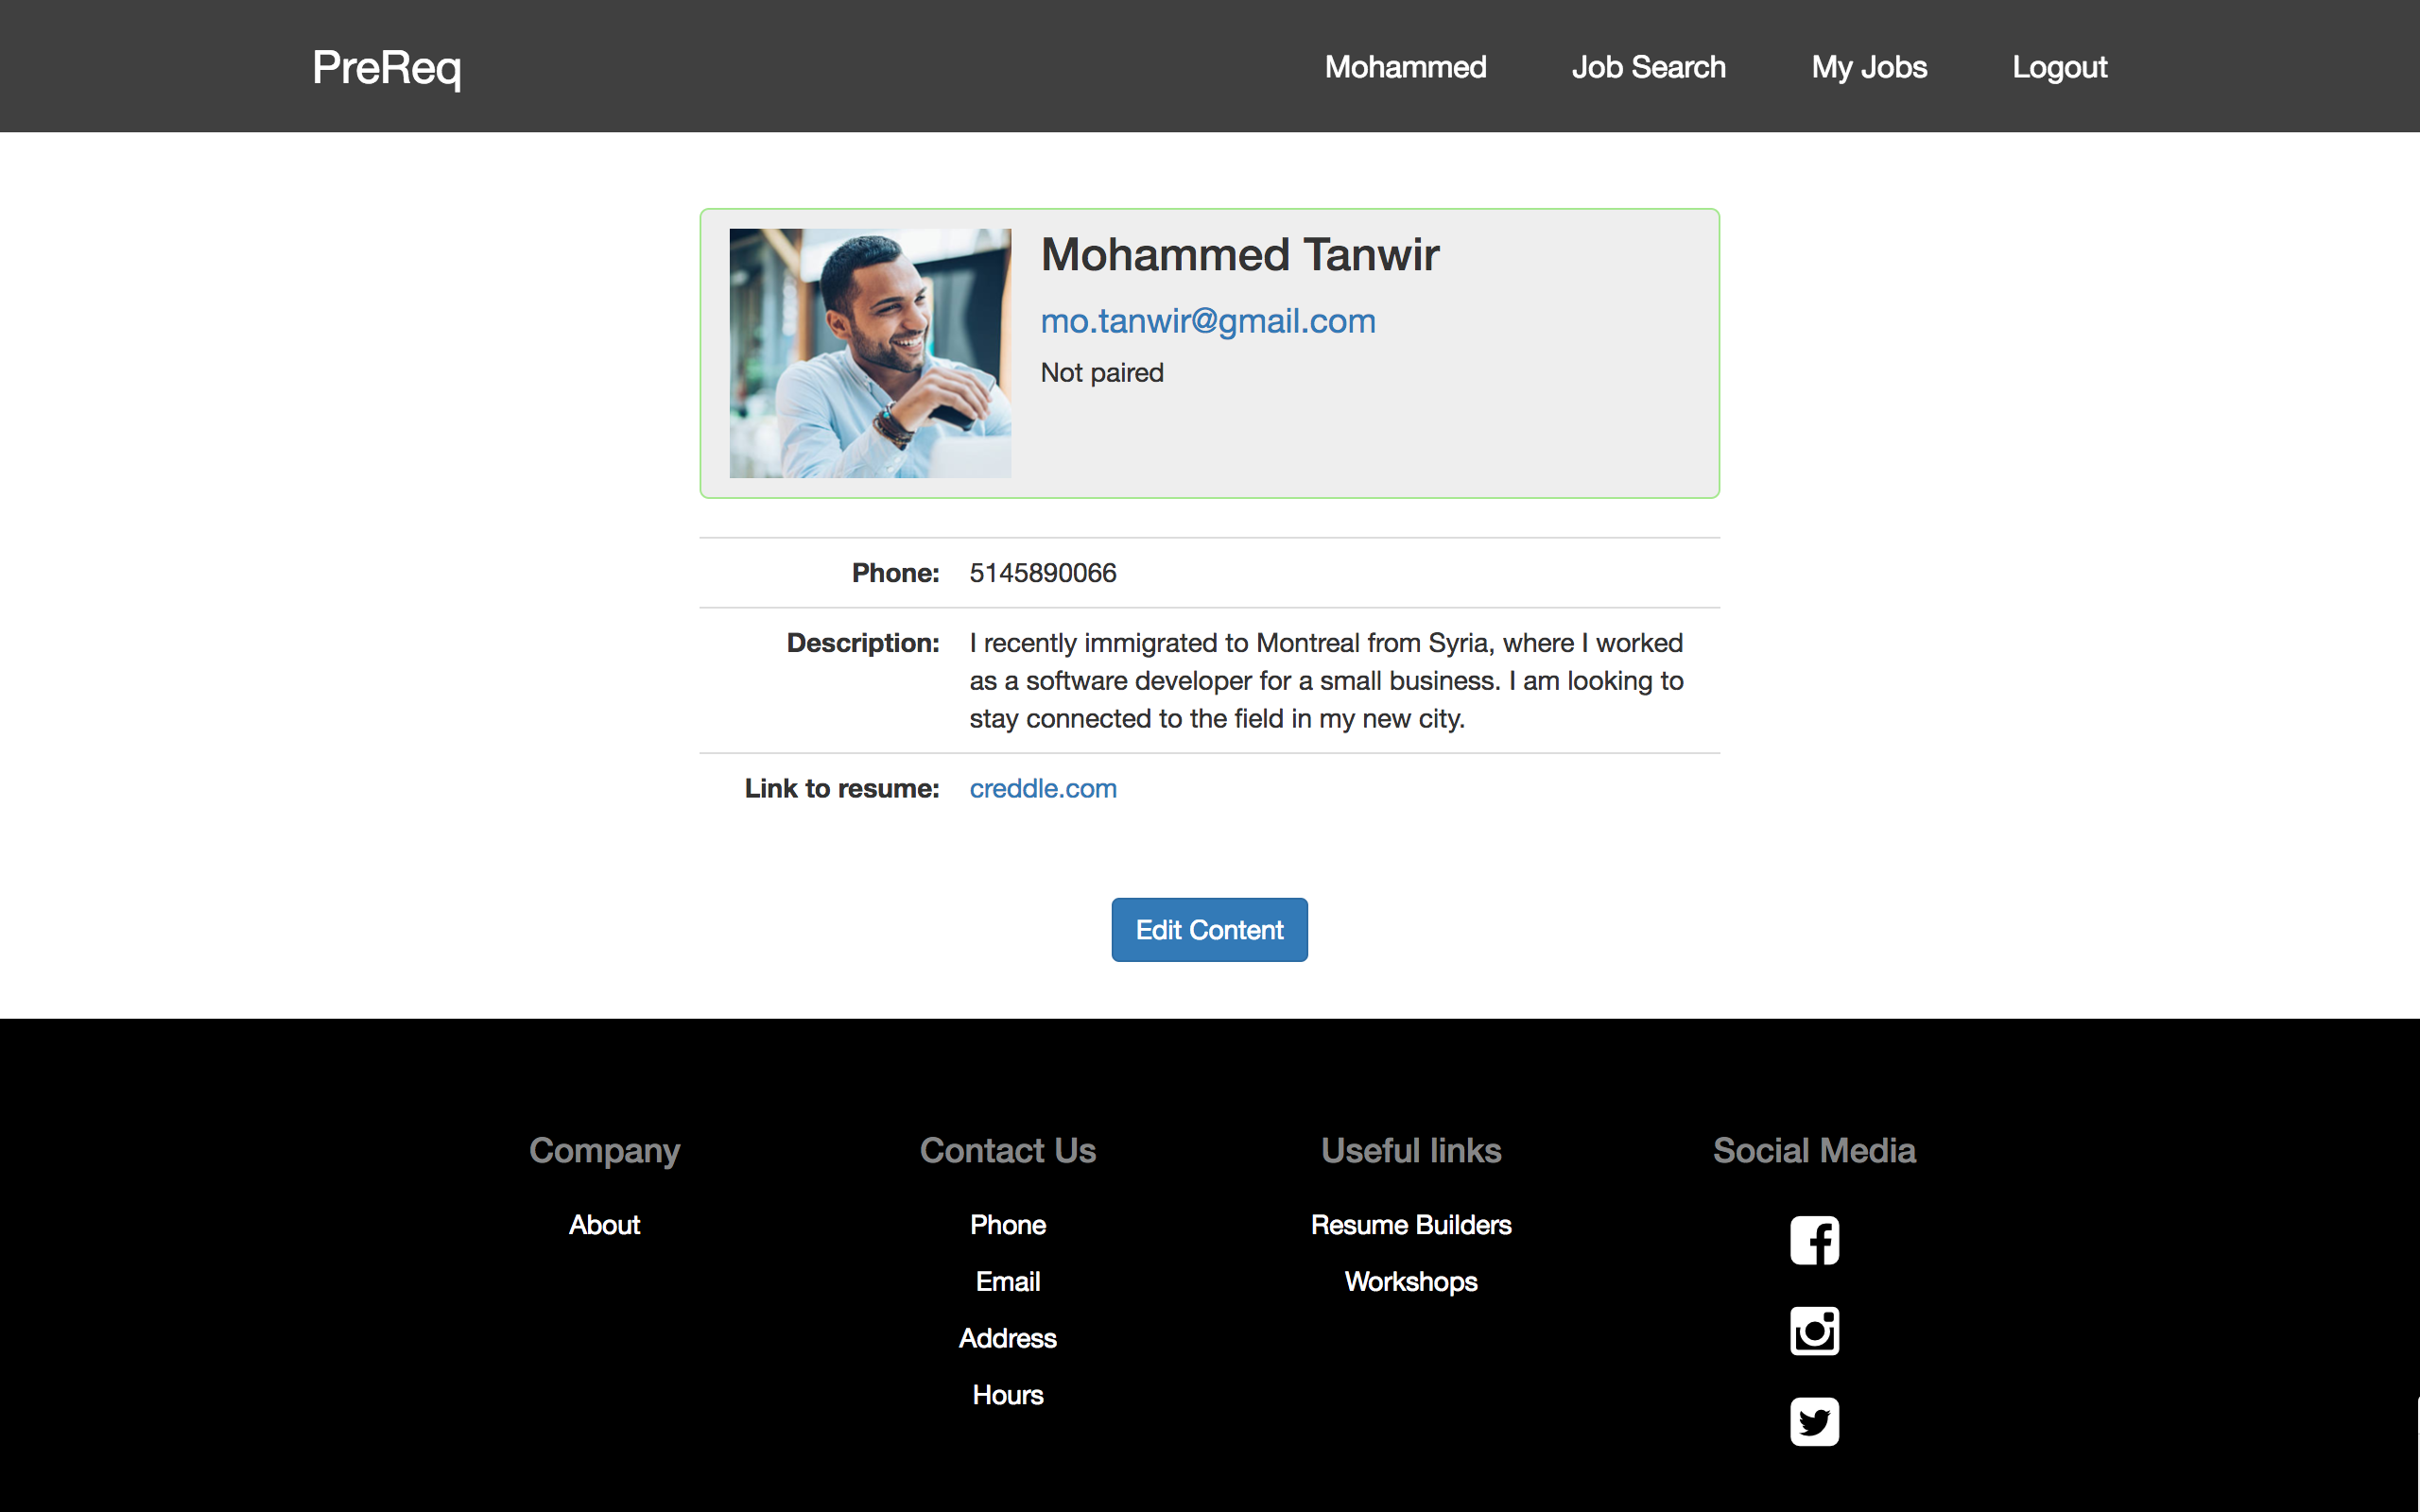 PreReq
Mohammed
Job Search
My Jobs
Logout
Mohammed Tanwir
mo.tanwir@gmail.com
Not paired
Phone: 5145890066
Description: I recently immigrated to Montreal from Syria, where I worked
as a software developer for a small business. I am looking to
stay connected to the field in my new city.
Link to resume: creddle.com
Edit Content
Company
About
Contact Us
Phone
Email
Address
Hours
Useful links
Resume Builders
Workshops
Social Media